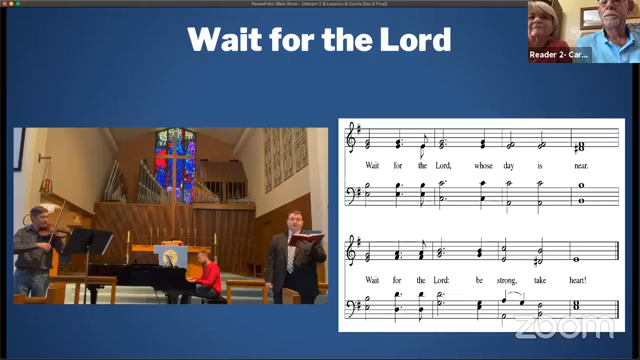 PowerPoint Slide Show - [Advent 2 & Lessons & Carols Dec 6 Final]
Wait for the Lord
Reader 2- Car...
Wait for the Lord, whose day is near.
Wait for the Lord: be strong, take heart!
zoom